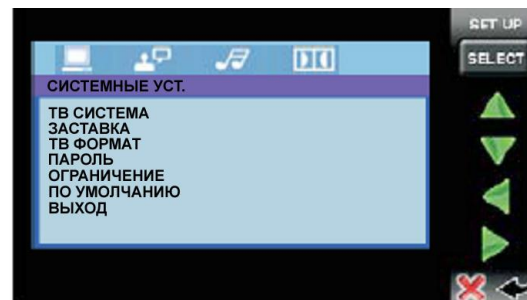 SET UP
SELECT
СИСТЕМНЫЕ УСТ.
ТВ СИСТЕМА
ЗАСТАВКА
ТВ ФОРМАТ
ПАРОЛЬ
ОГРАНИЧЕНИЕ
ПО УМОЛЧАНИЮ
ВЫХОД